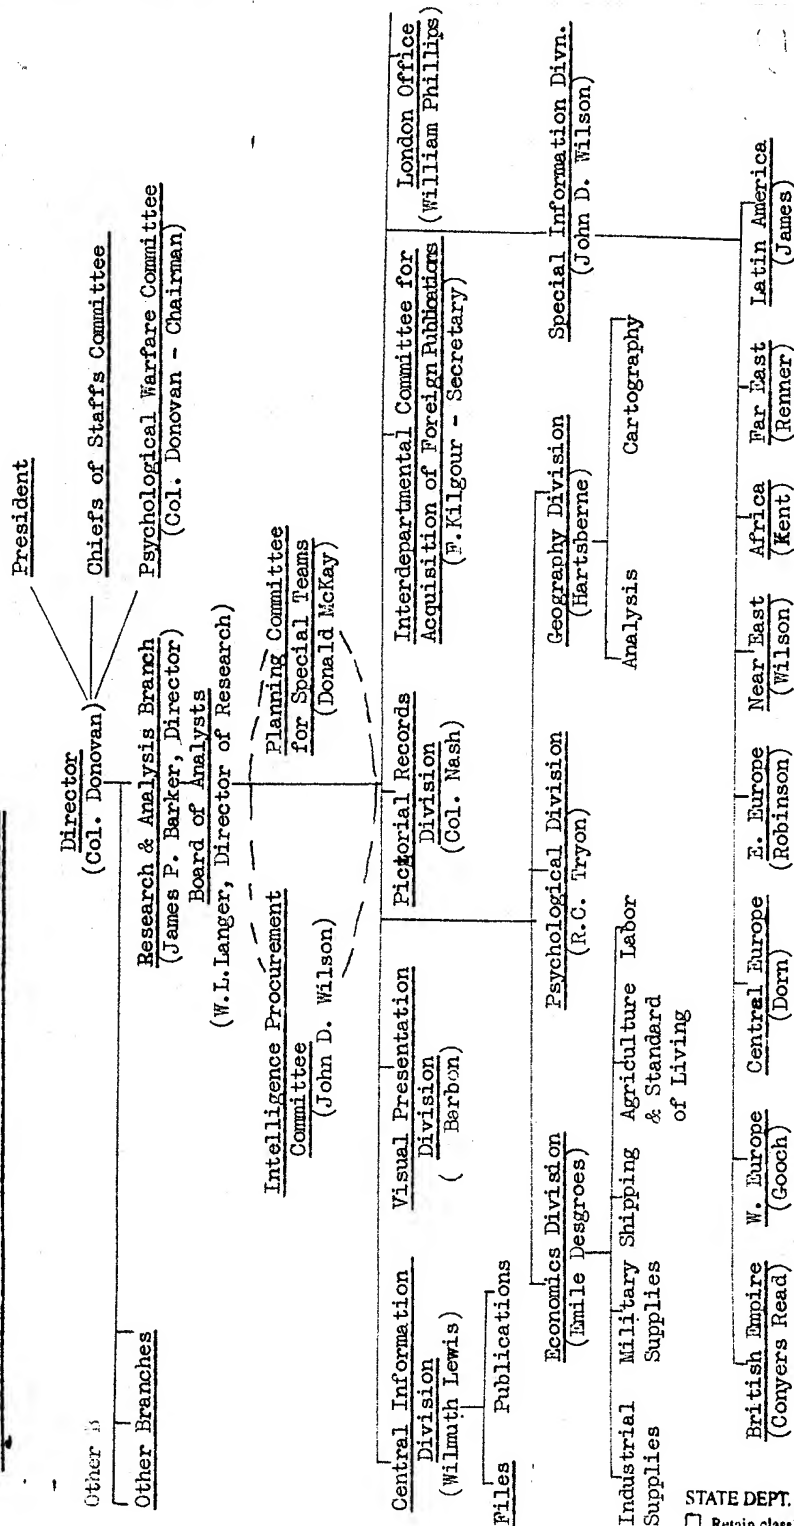 President
Director
(Col. Donovan)
Chiefs of Staffs Committee
Psychological Warfare Committee
(Col. Donovan - Chairman)
Other
Other Branches
Research & Analysis Branch
(James P. Barker, Director)
Board of Analysts
(W.L.Langer, Director of Research)
Intelligence Procurement
Committee
(John D. Wilson)
Planning Committee
for Special Teams
(Donald McKay)
Central Information
Division
(Wilmuth Lewis)
Files
Publications
Visual Presentation
Division
( Barbon)
Pictorial Records
Division
(Col. Nash)
Interdepartmental Committee for
Acquisition of Foreign Publications
(F.Kilgour - Secretary)
London Office
(William Phillips)
Economics Division
(Emile Desgroes)
Industrial
Supplies
Military
Supplies
Shipping
Agriculture
& Standard
of Living
Labor
Psychological Division
(R.C. Tryon)
Geography Division
(Hartsberne)
Analysis
Cartography
Special Information Divn.
(John D. Wilson)
British Empire
(Conyers Read)
W. Europe
(Gooch)
Central Europe
(Dorn)
E. Europe
(Robinson)
Near East
(Wilson)
Africa
(Kent)
Far East
(Renner)
Latin America
(James)
STATE DEPT.
Retain class